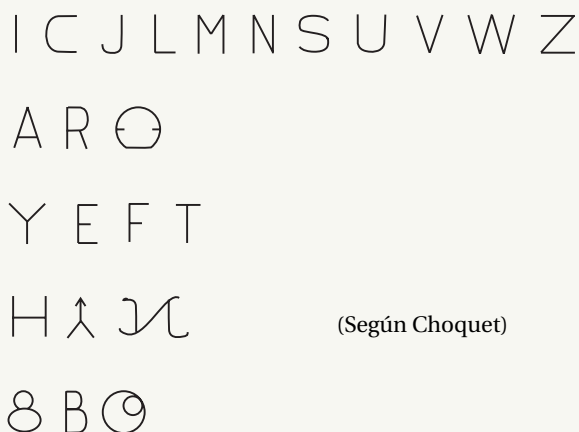 I C J L M N S U V W Z
A R
Y E F T
H (Según Choquet)
8 B